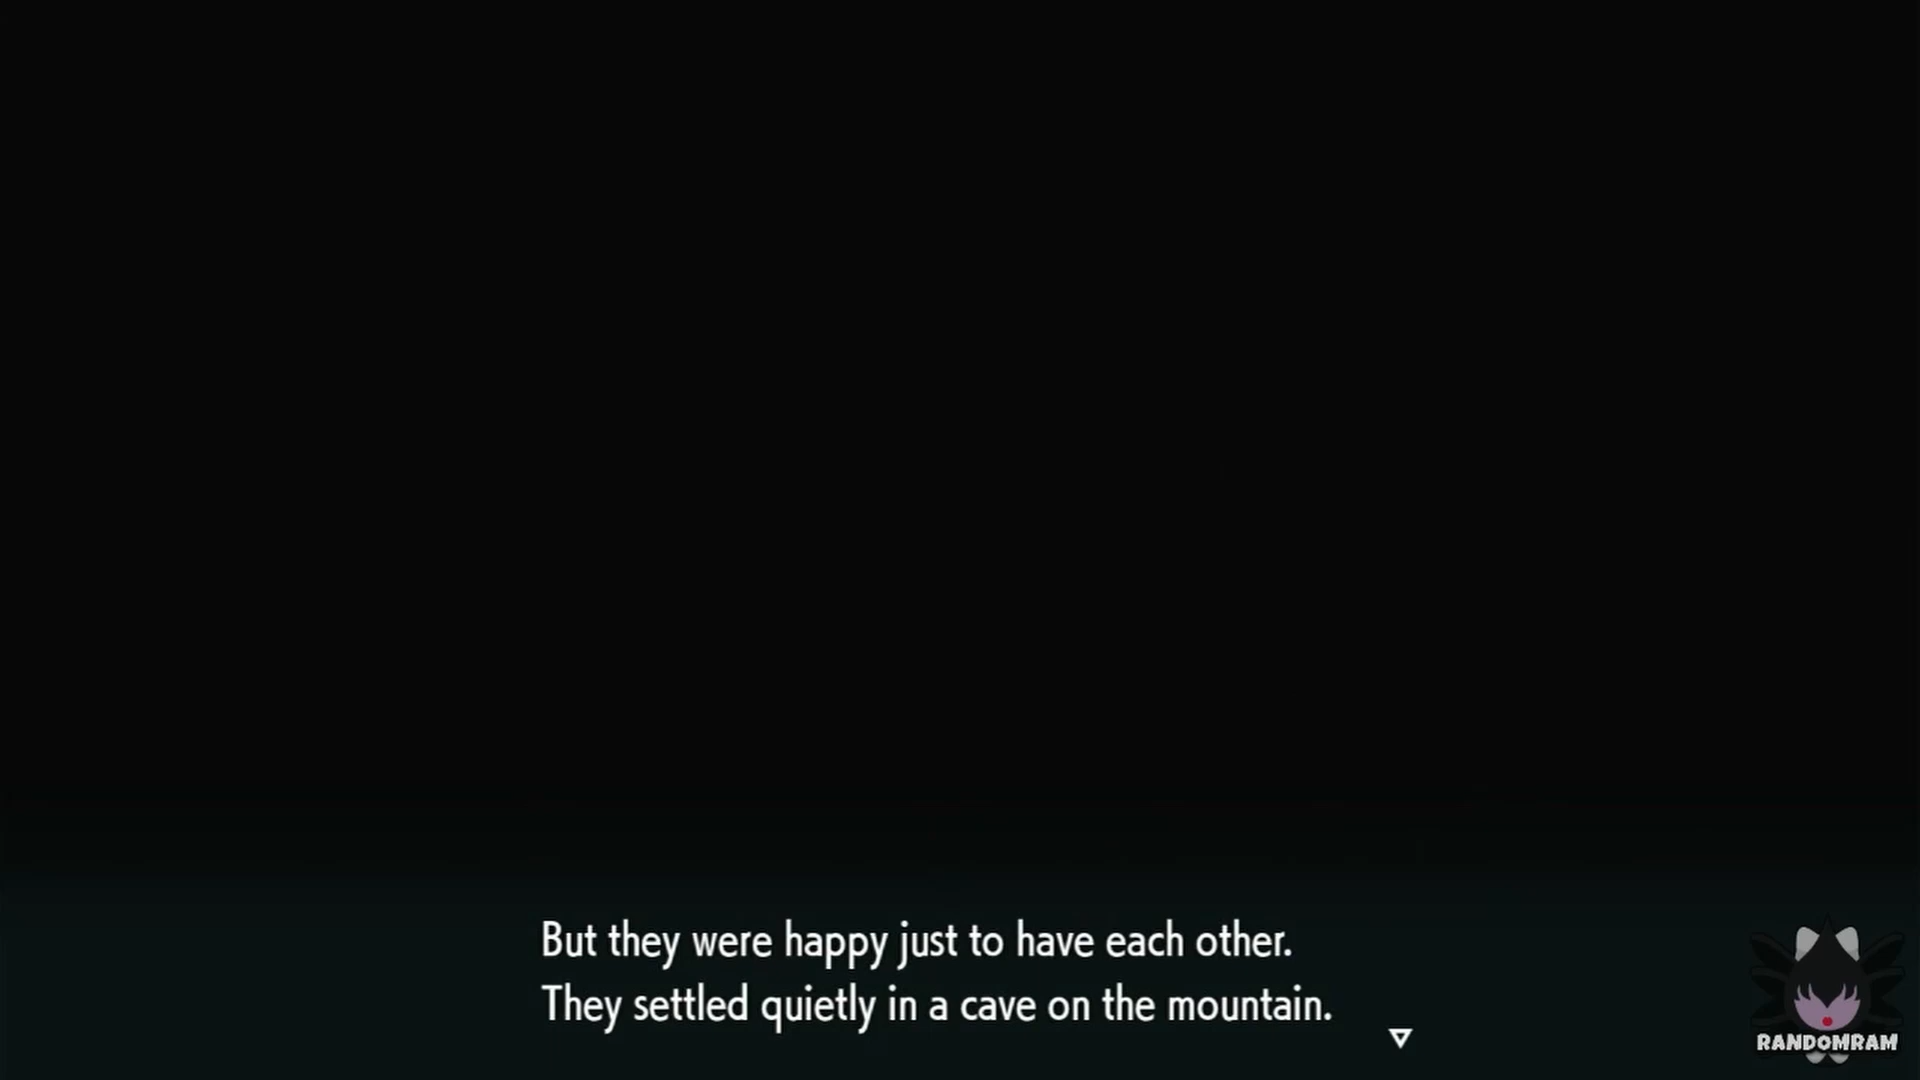 But they were happy just to have each other.
They settled quietly in a cave on the mountain.
RANDOMRAM